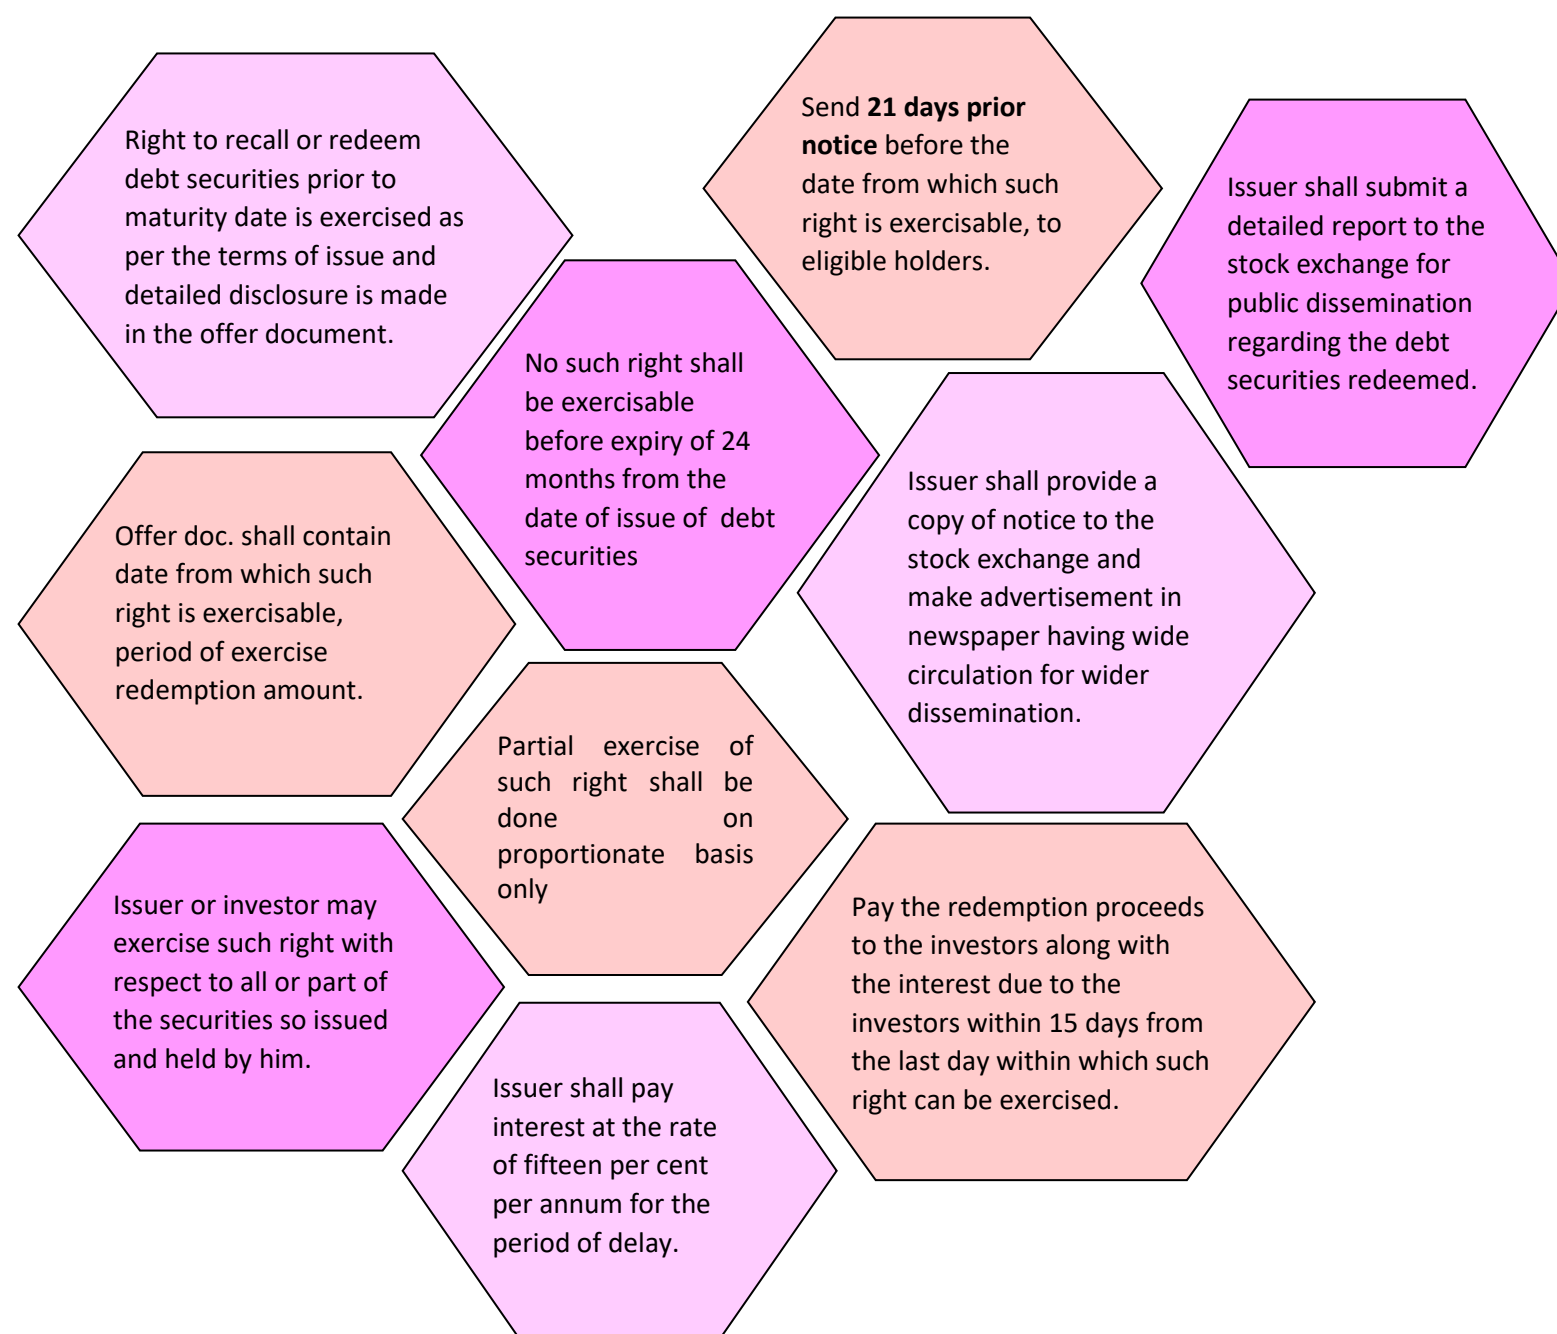 Right to recall or redeem
debt securities prior to
maturity date is exercised as
per the terms of issue and
detailed disclosure is made
in the offer document.
Send 21 days prior
notice before the
date from which such
right is exercisable, to
eligible holders.
Issuer shall submit a
detailed report to the
stock exchange for
public dissemination
regarding the debt
securities redeemed.
No such right shall
be exercisable
before expiry of 24
months from the
date of issue of debt
securities
Issuer shall provide a
copy of notice to the
stock exchange and
make advertisement in
newspaper having wide
circulation for wider
dissemination.
Offer doc. shall contain
date from which such
right is exercisable,
period of exercise
redemption amount.
Partial exercise of
such right shall be
done on
proportionate basis
only
Issuer or investor may
exercise such right with
respect to all or part of
the securities so issued
and held by him.
Pay the redemption proceeds
to the investors along with
the interest due to the
investors within 15 days from
the last day within which such
right can be exercised.
Issuer shall pay
interest at the rate
of fifteen per cent
per annum for the
period of delay.